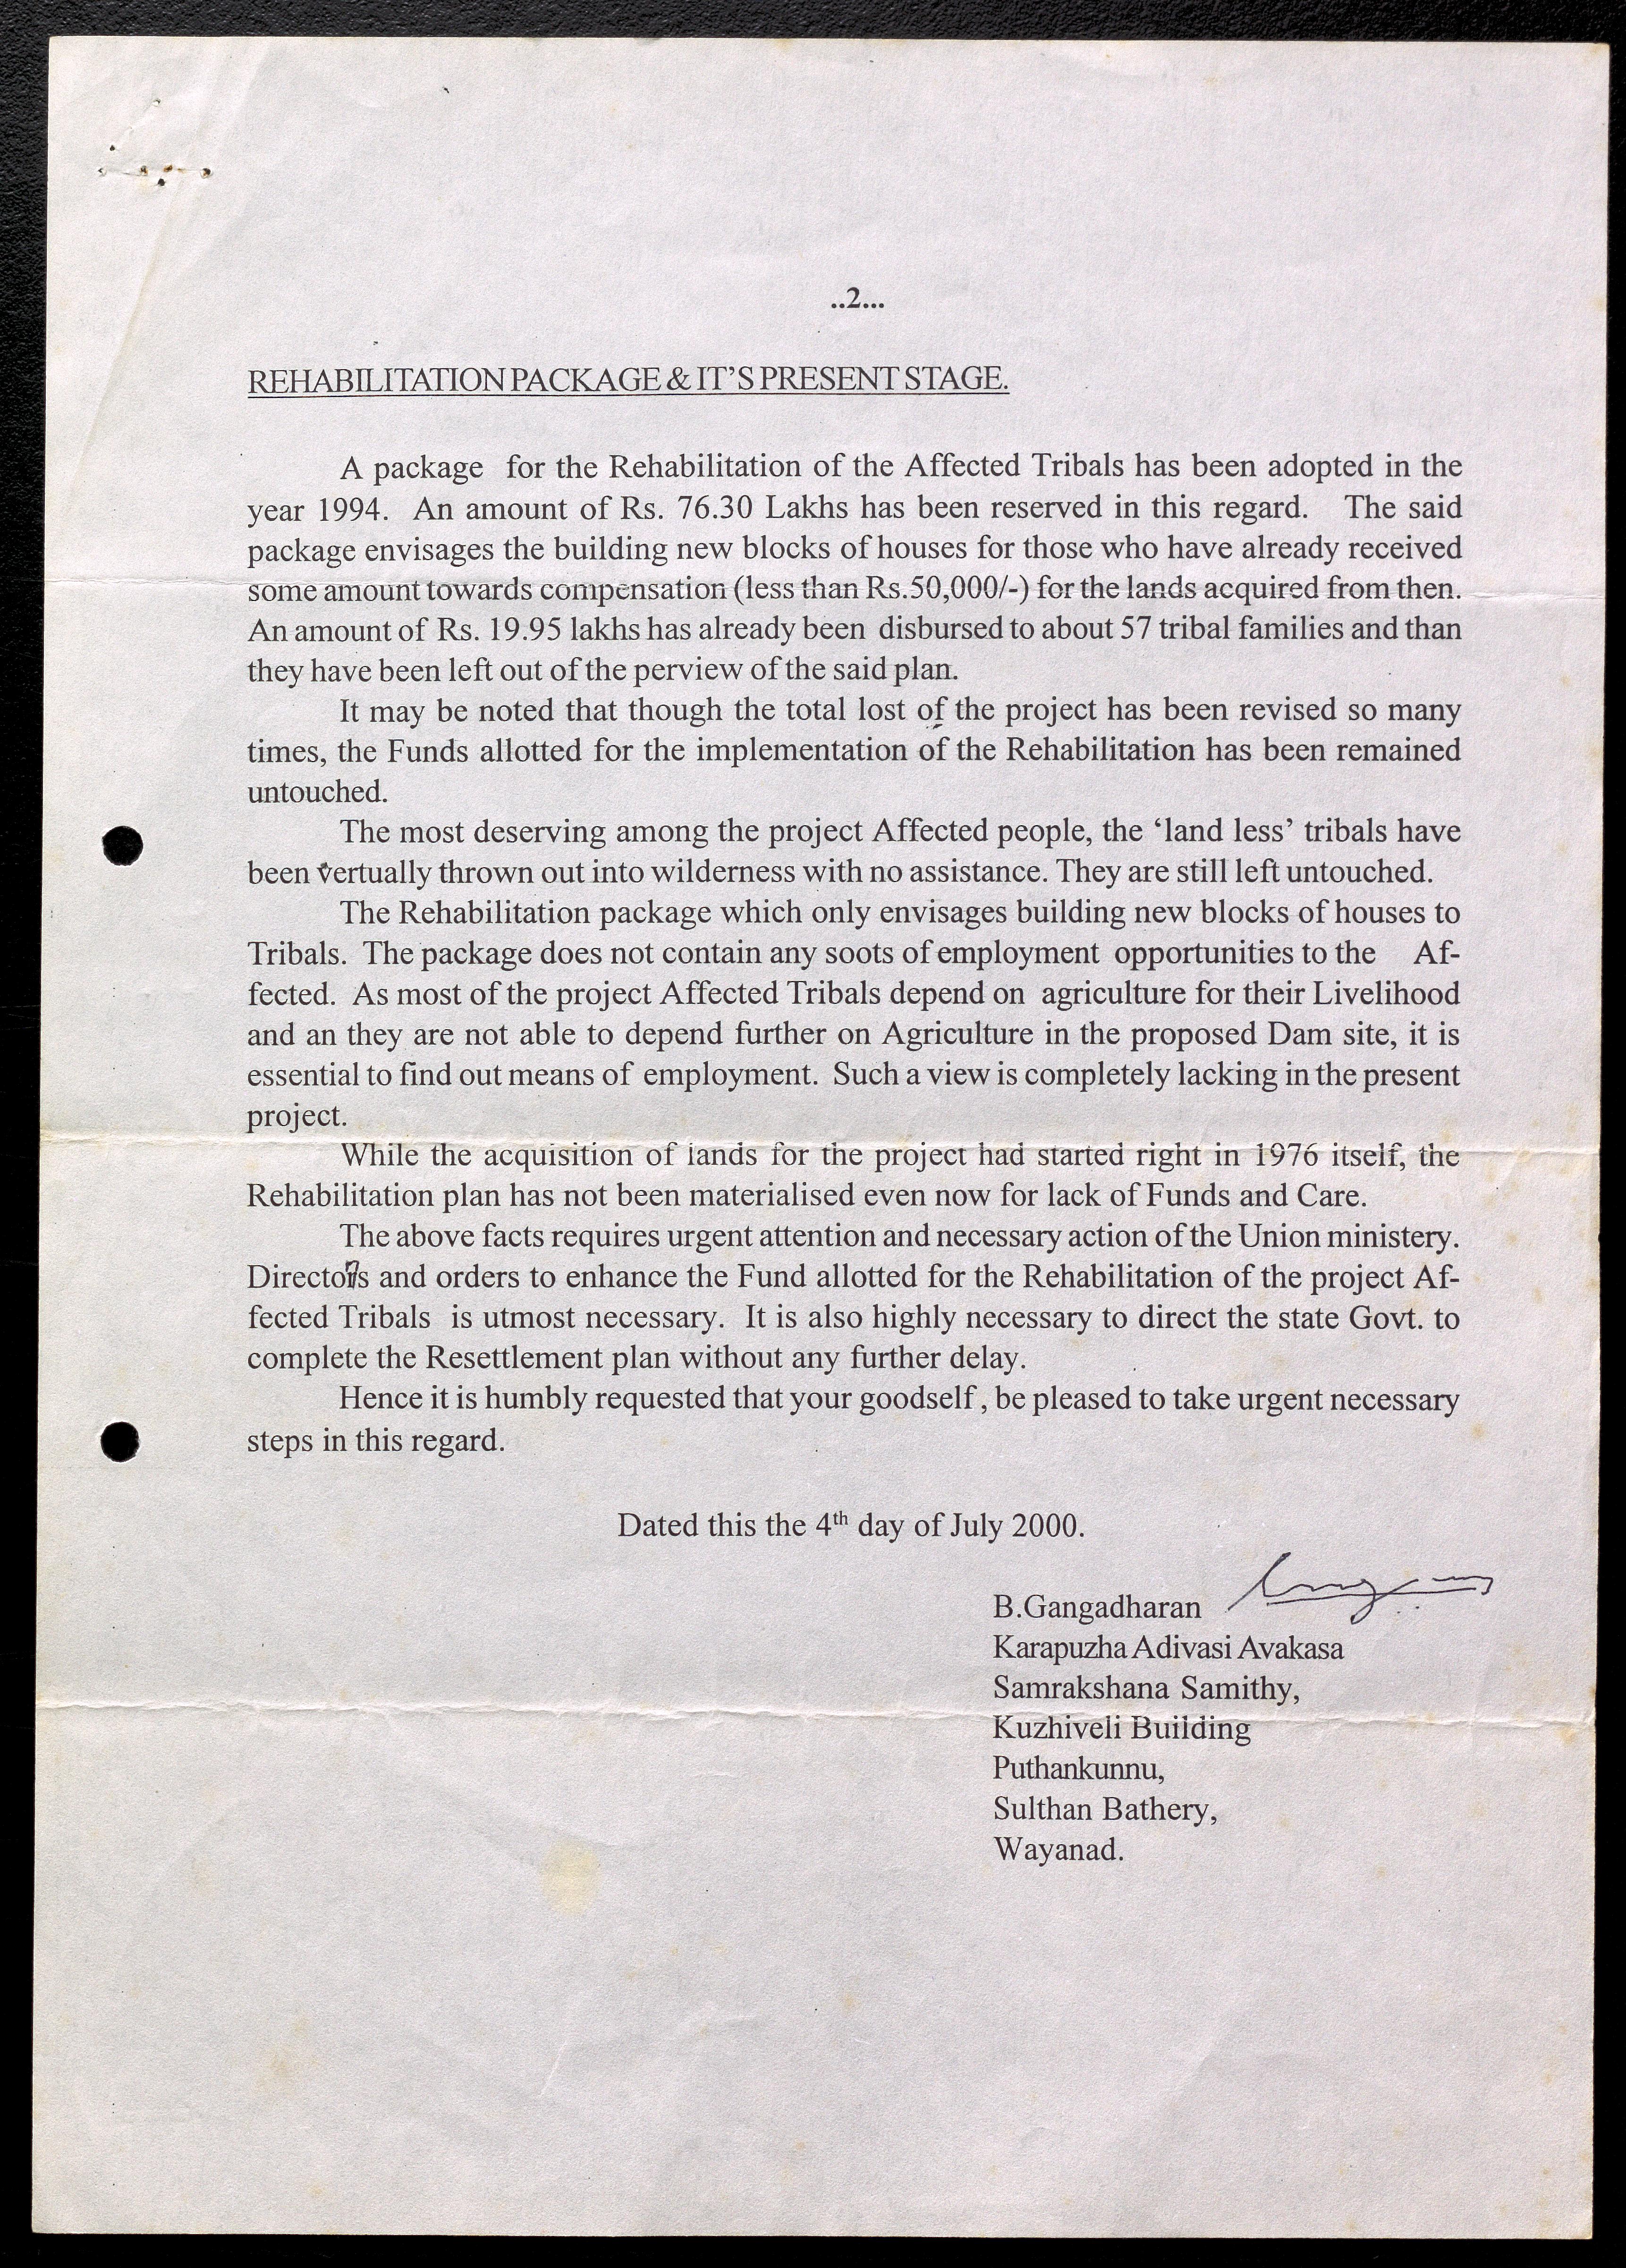 ..2...
REHABILITATION PACKAGE & IT'S PRESENT STAGE.
A package for the Rehabilitation of the Affected Tribals has been adopted in the
year 1994. An amount of Rs. 76.30 Lakhs has been reserved in this regard. The said
package envisages the building new blocks of houses for those who have already received
some amount towards compensation (less than Rs.50,000/-) for the lands acquired from then.
An amount of Rs. 19.95 lakhs has already been disbursed to about 57 tribal families and than
they have been left out of the perview of the said plan.
It may be noted that though the total lost of the project has been revised so many
times, the Funds allotted for the implementation of the Rehabilitation has been remained
untouched.
The most deserving among the project Affected people, the ‘land less’ tribals have
been vertually thrown out into wilderness with no assistance. They are still left untouched.
The Rehabilitation package which only envisages building new blocks of houses to
Tribals. The package does not contain any soots of employment opportunities to the Af-
fected. As most of the project Affected Tribals depend on agriculture for their Livelihood
and an they are not able to depend further on Agriculture in the proposed Dam site, it is
essential to find out means of employment. Such a view is completely lacking in the present
project.
While the acquisition of lands for the project had started right in 1976 itself, the
Rehabilitation plan has not been materialised even now for lack of Funds and Care.
The above facts requires urgent attention and necessary action of the Union ministery.
and orders to enhance the Fund allotted for the Rehabilitation of the project Af-
fected Tribals is utmost necessary. It is also highly necessary to direct the state Govt. to
complete the Resettlement plan without any further delay.
Hence it is humbly requested that your goodself, be pleased to take urgent necessary
steps in this regard.
Dated this the 4th day of July 2000.
B.Gangadharan
Karapuzha Adivasi Avakasa
Samrakshana Samithy,
Kuzhiveli Building
Puthankunnu,
Sulthan Bathery,
Wayanad.